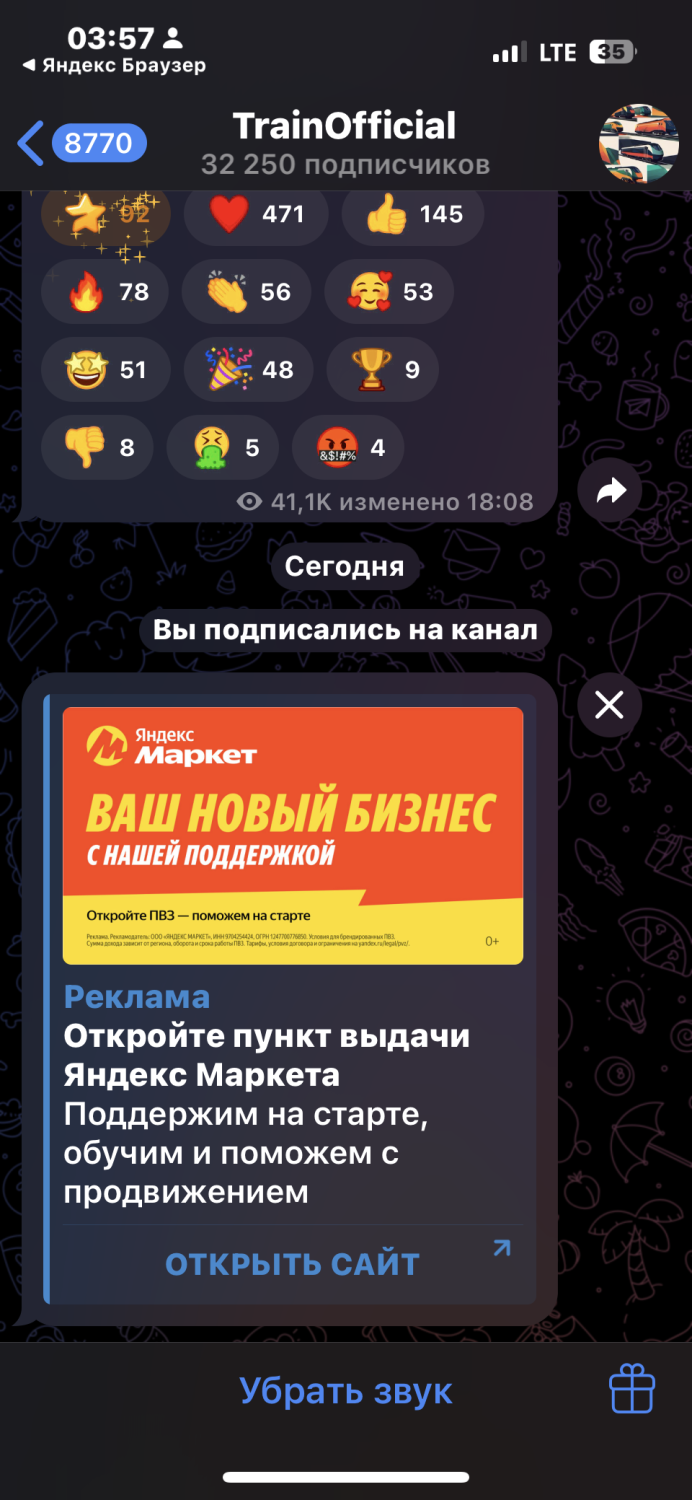 03:57
LTE
35
◀ Яндекс Браузер
8770
TrainOfficial
32 250 подписчиков
92 471 145
78 56 53
51 48 9
8 5 &$!#% 4
41,1K изменено 18:08
Сегодня
Вы подписались на канал
Яндекс
Маркет
ВАШ НОВЫЙ БИЗНЕС
С НАШЕЙ ПОДДЕРЖКОЙ
Откройте ПВЗ — поможем на старте
Реклама. Рекламодатель: ООО «ЯНДЕКС МАРКЕТ», ИНН 9704254424, ОГРН 1247700776850. Условия для брендированных ПВЗ.
Сумма дохода зависит от региона, оборота и срока работы ПВЗ. Тарифы, условия договора и ограничения на yandex.ru/legal/pvz/.
0+
Реклама
Откройте пункт выдачи
Яндекс Маркета
Поддержим на старте,
обучим и поможем с
продвижением
ОТКРЫТЬ САЙТ
Убрать звук